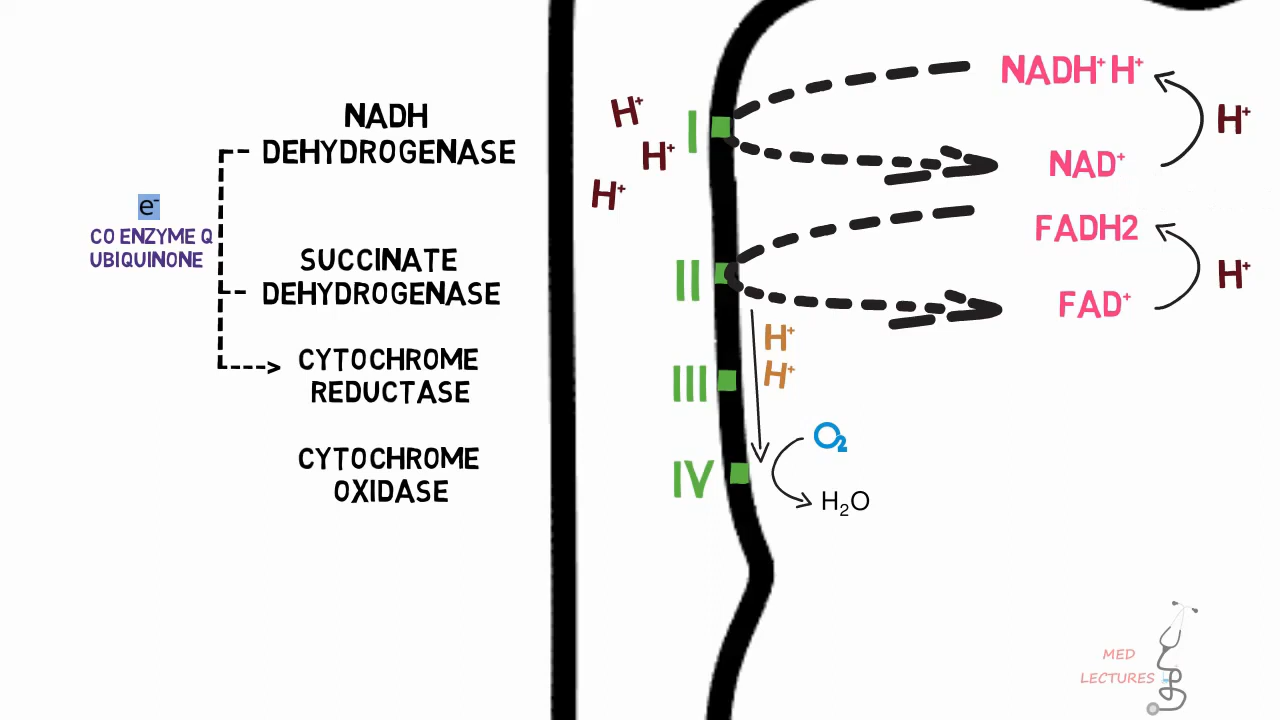 NADH
DEHYDROGENASE
e⁻
CO ENZYME Q
UBIQUINONE
SUCCINATE
DEHYDROGENASE
CYTOCHROME
REDUCTASE
CYTOCHROME
OXIDASE
H⁺
H⁺
H⁺
I
II
III
IV
NADH⁺ H⁺
H⁺
NAD⁺
FADH2
H⁺
FAD⁺
H⁺
H⁺
O₂
H₂O
MED
LECTURES